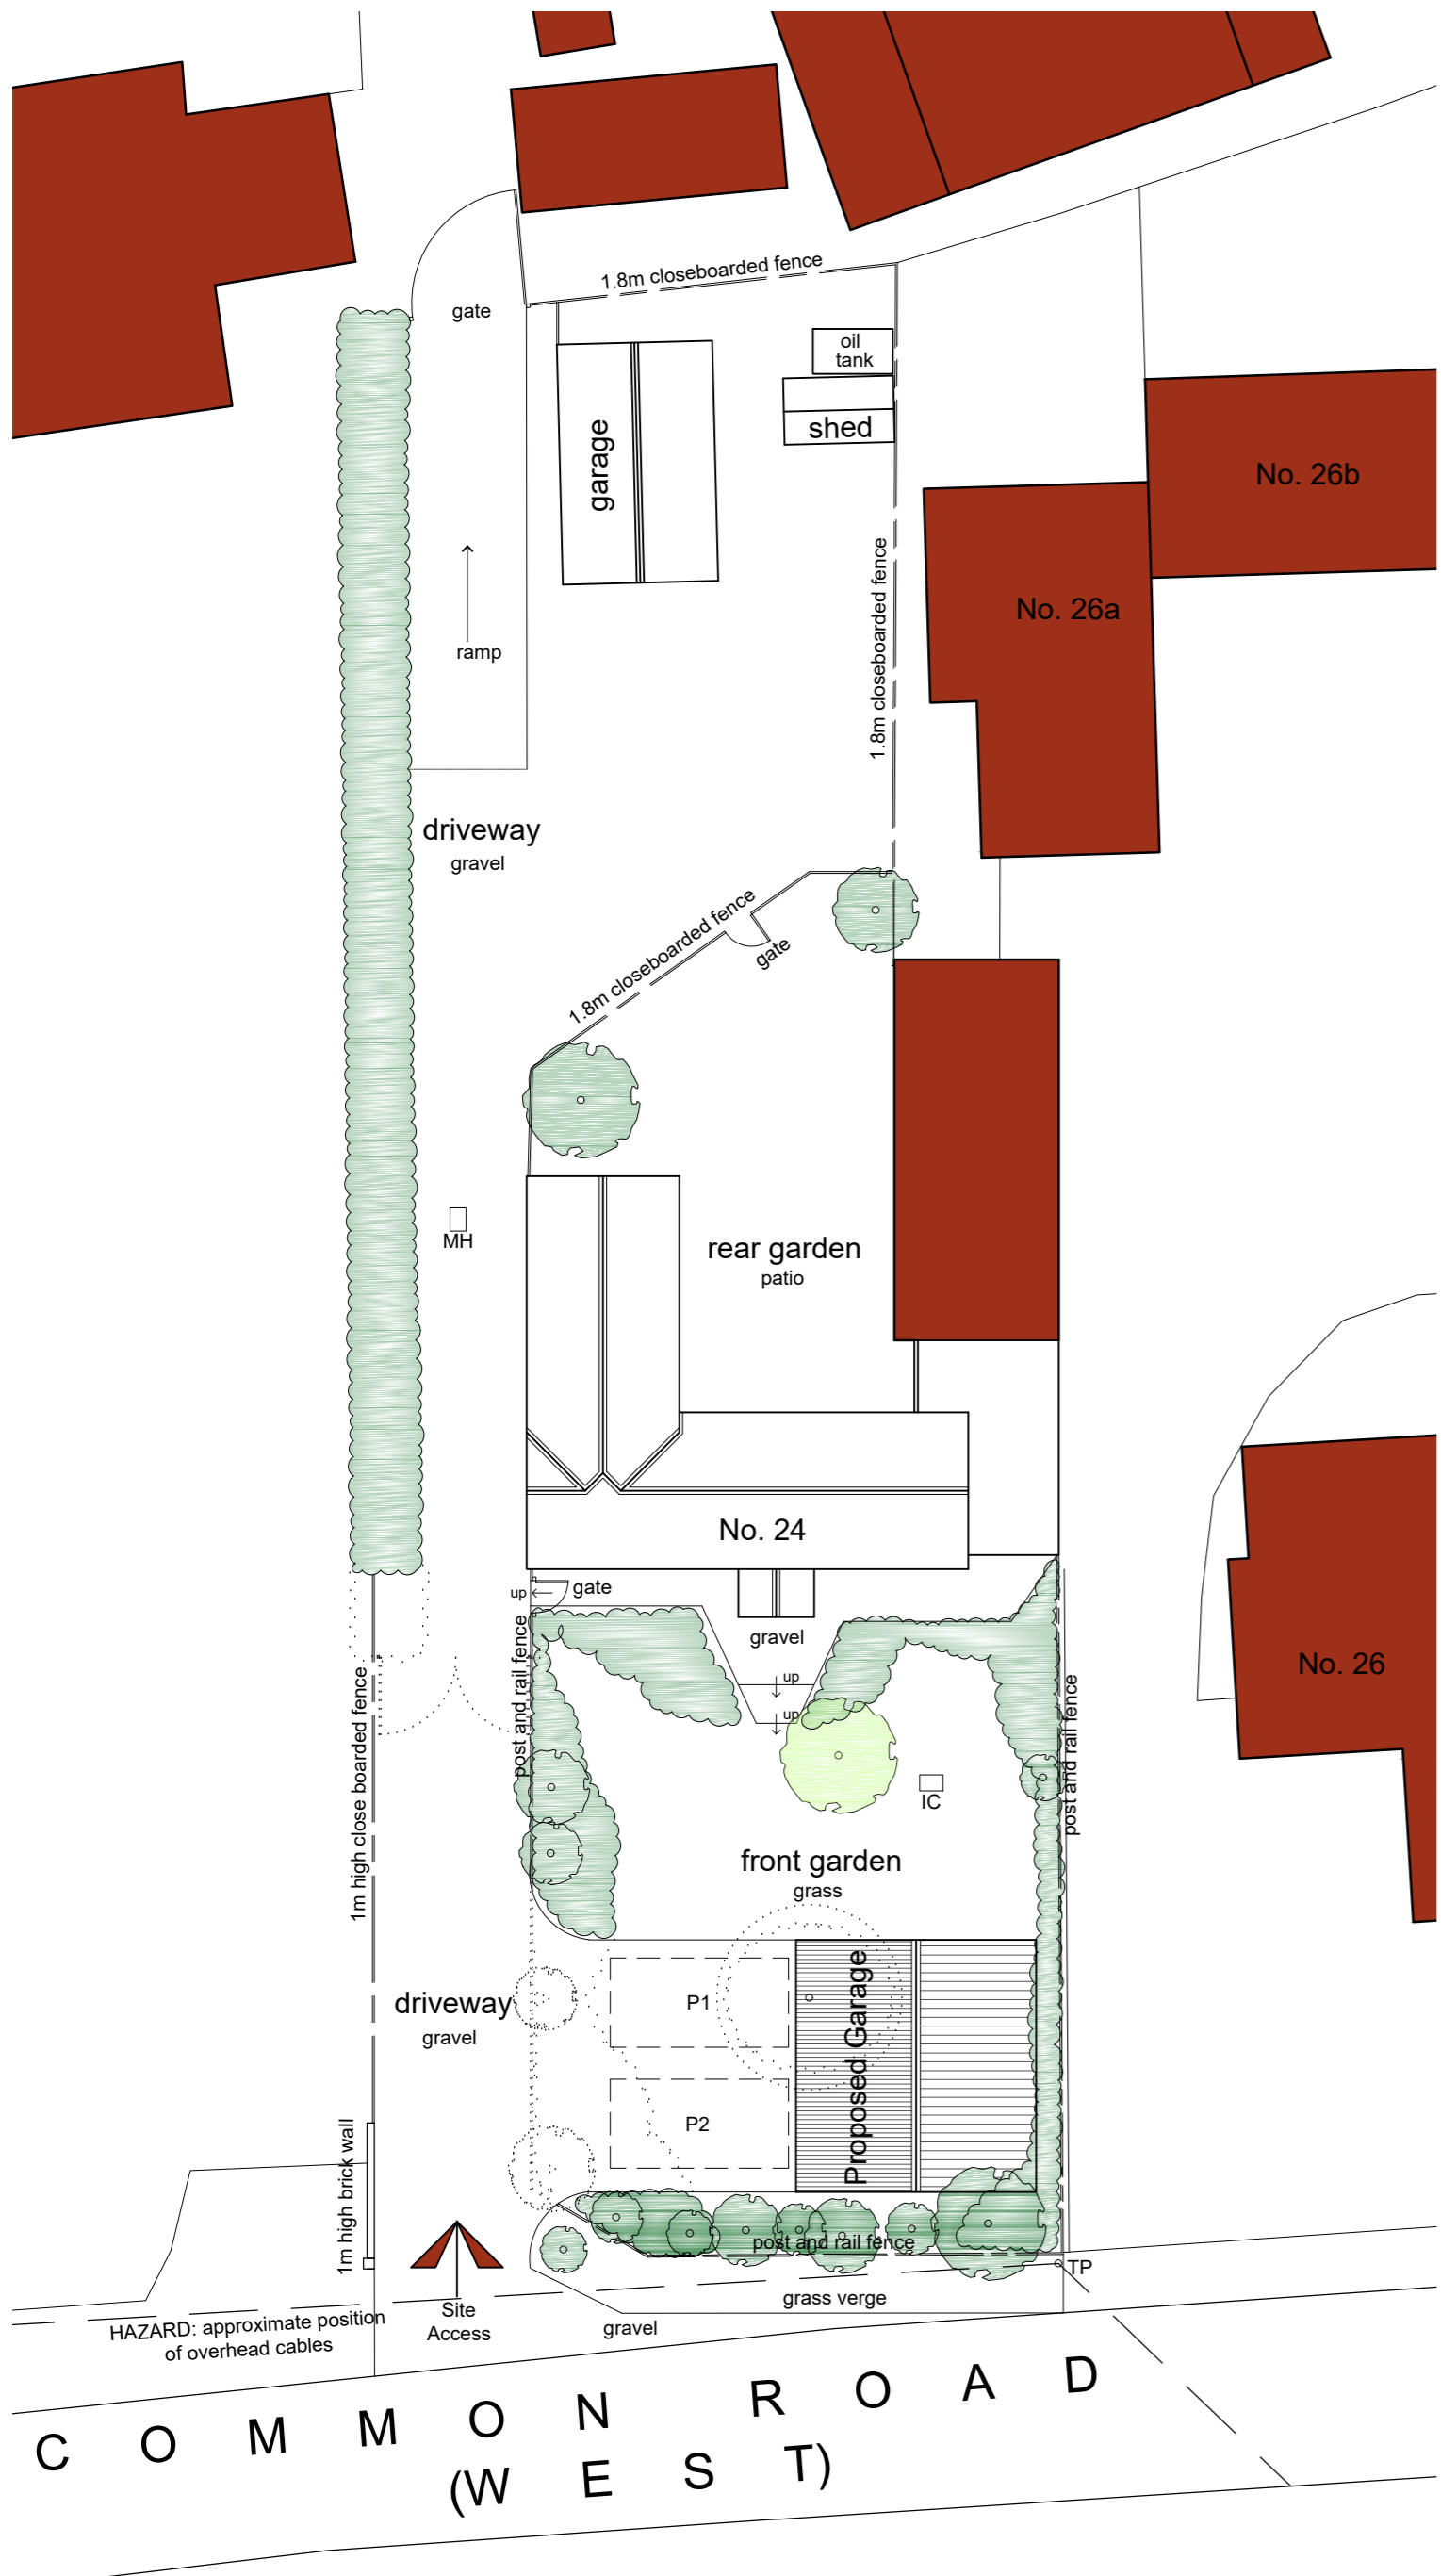 1.8m closeboarded fence
gate
oil
tank
shed
garage
No. 26b
1.8m closeboarded fence
No. 26a
ramp
driveway
gravel
1.8m closeboarded fence
gate
MH
rear garden
patio
No. 24
up
gate
gravel
post and rail fence
up
up
No. 26
post and rail fence
1m high close boarded fence
IC
front garden
grass
driveway
gravel
P1
Proposed Garage
P2
1m high brick wall
post and rail fence
TP
grass verge
HAZARD: approximate position
of overhead cables
Site
Access
gravel
COMMON ROAD
(WEST)